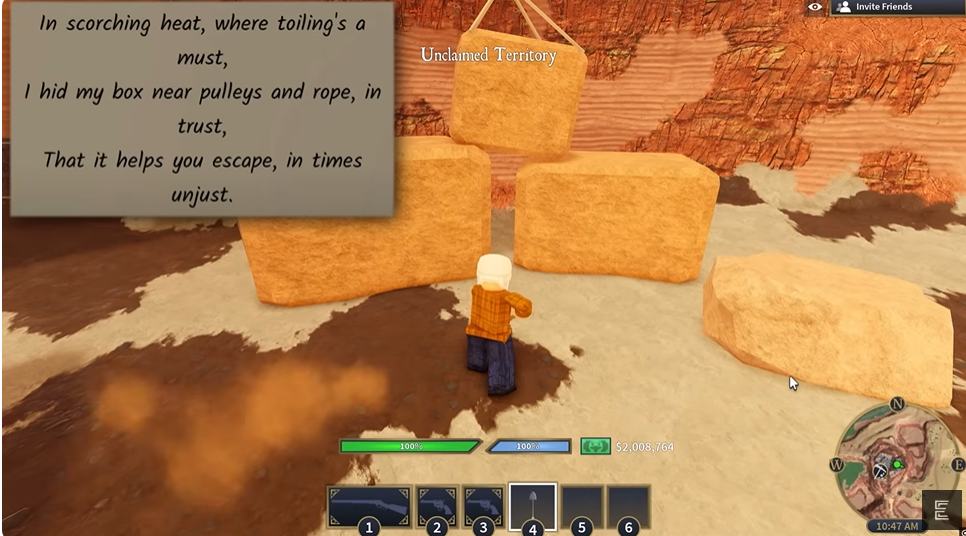 In scorching heat, where toiling's a
must,
I hid my box near pulleys and rope, in
trust,
That it helps you escape, in times
unjust.
Invite Friends
Unclaimed Territory
100%
100%
$2,008,764
N
W
E
1
2
3
4
5
6
10:47 AM
E